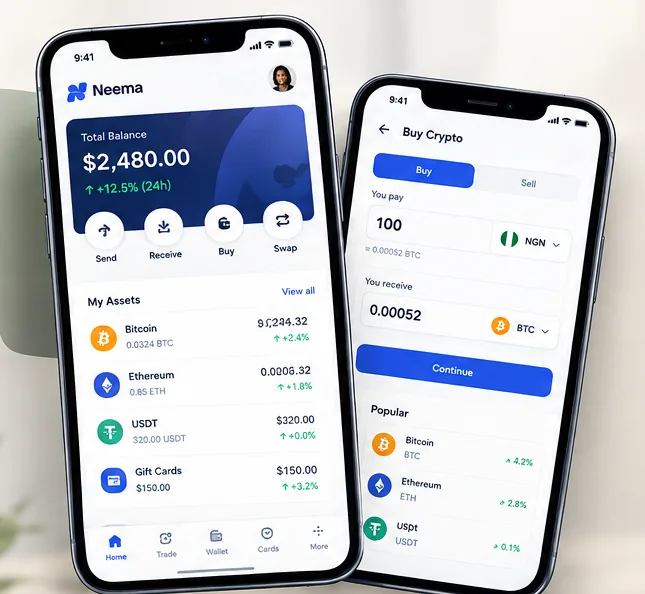 9:41
Neema
Total Balance
$2,480.00
↑ +12.5% (24h)
Send
Receive
Buy
Swap
My Assets
View all
Bitcoin
0.0324 BTC
↑ +2.4%
Ethereum
0.85 ETH
↑ +1.8%
USDT
$320.00
320.00 USDT
↑ +0.0%
Gift Cards
$150.00
$150.00
↑ +3.2%
Home
Trade
Wallet
Cards
More
9:41
← Buy Crypto
Buy
Sell
You pay
100
NGN
= 0.00052 BTC
You receive
0.00052
BTC
Continue
Popular
Bitcoin
BTC
4.2%
Ethereum
ETH
2.8%
USDT
0.1%